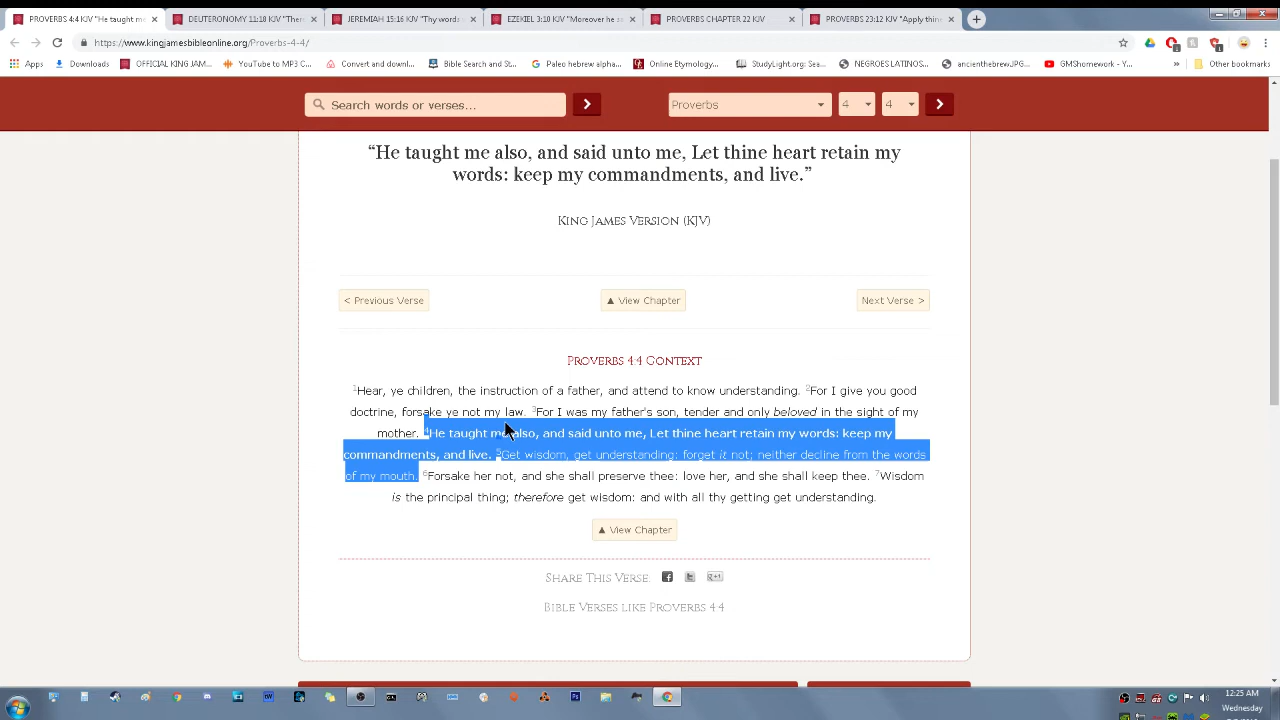 PROVERBS 4:4 KJV "He taught me
DEUTERONOMY 11:18 KJV "There
JEREMIAH 15:16 KJV "Thy words
EZEKIEL 3:10 KJV "Moreover he s
PROVERBS CHAPTER 22 KJV
PROVERBS 23:12 KJV "Apply thin
https://www.kingjamesbibleonline.org/Proverbs-4-4/
Apps
Downloads
OFFICIAL KING JAM...
YouTube to MP3 C...
Convert and downl...
Bible Search and St...
Paleo hebrew alpha...
Online Etymology...
StudyLight.org: Sea...
NEGROES LATINOS...
ancienthebrewJPG...
GMShomework - Y...
»
Other bookmarks
Search words or verses...
Proverbs
4
4
“He taught me also, and said unto me, Let thine heart retain my
words: keep my commandments, and live.”
King James Version (KJV)
< Previous Verse
▲ View Chapter
Next Verse >
Proverbs 4:4 Context
1Hear, ye children, the instruction of a father, and attend to know understanding. 2For I give you good
doctrine, forsake ye not my law. 3For I was my father's son, tender and only beloved in the sight of my
mother. 4He taught me also, and said unto me, Let thine heart retain my words: keep my
commandments, and live. 5Get wisdom, get understanding: forget it not; neither decline from the words
of my mouth. 6Forsake her not, and she shall preserve thee: love her, and she shall keep thee. 7Wisdom
is the principal thing; therefore get wisdom: and with all thy getting get understanding.
▲ View Chapter
Share This Verse:
g+1
Bible Verses like Proverbs 4:4
12:25 AM
Wednesday